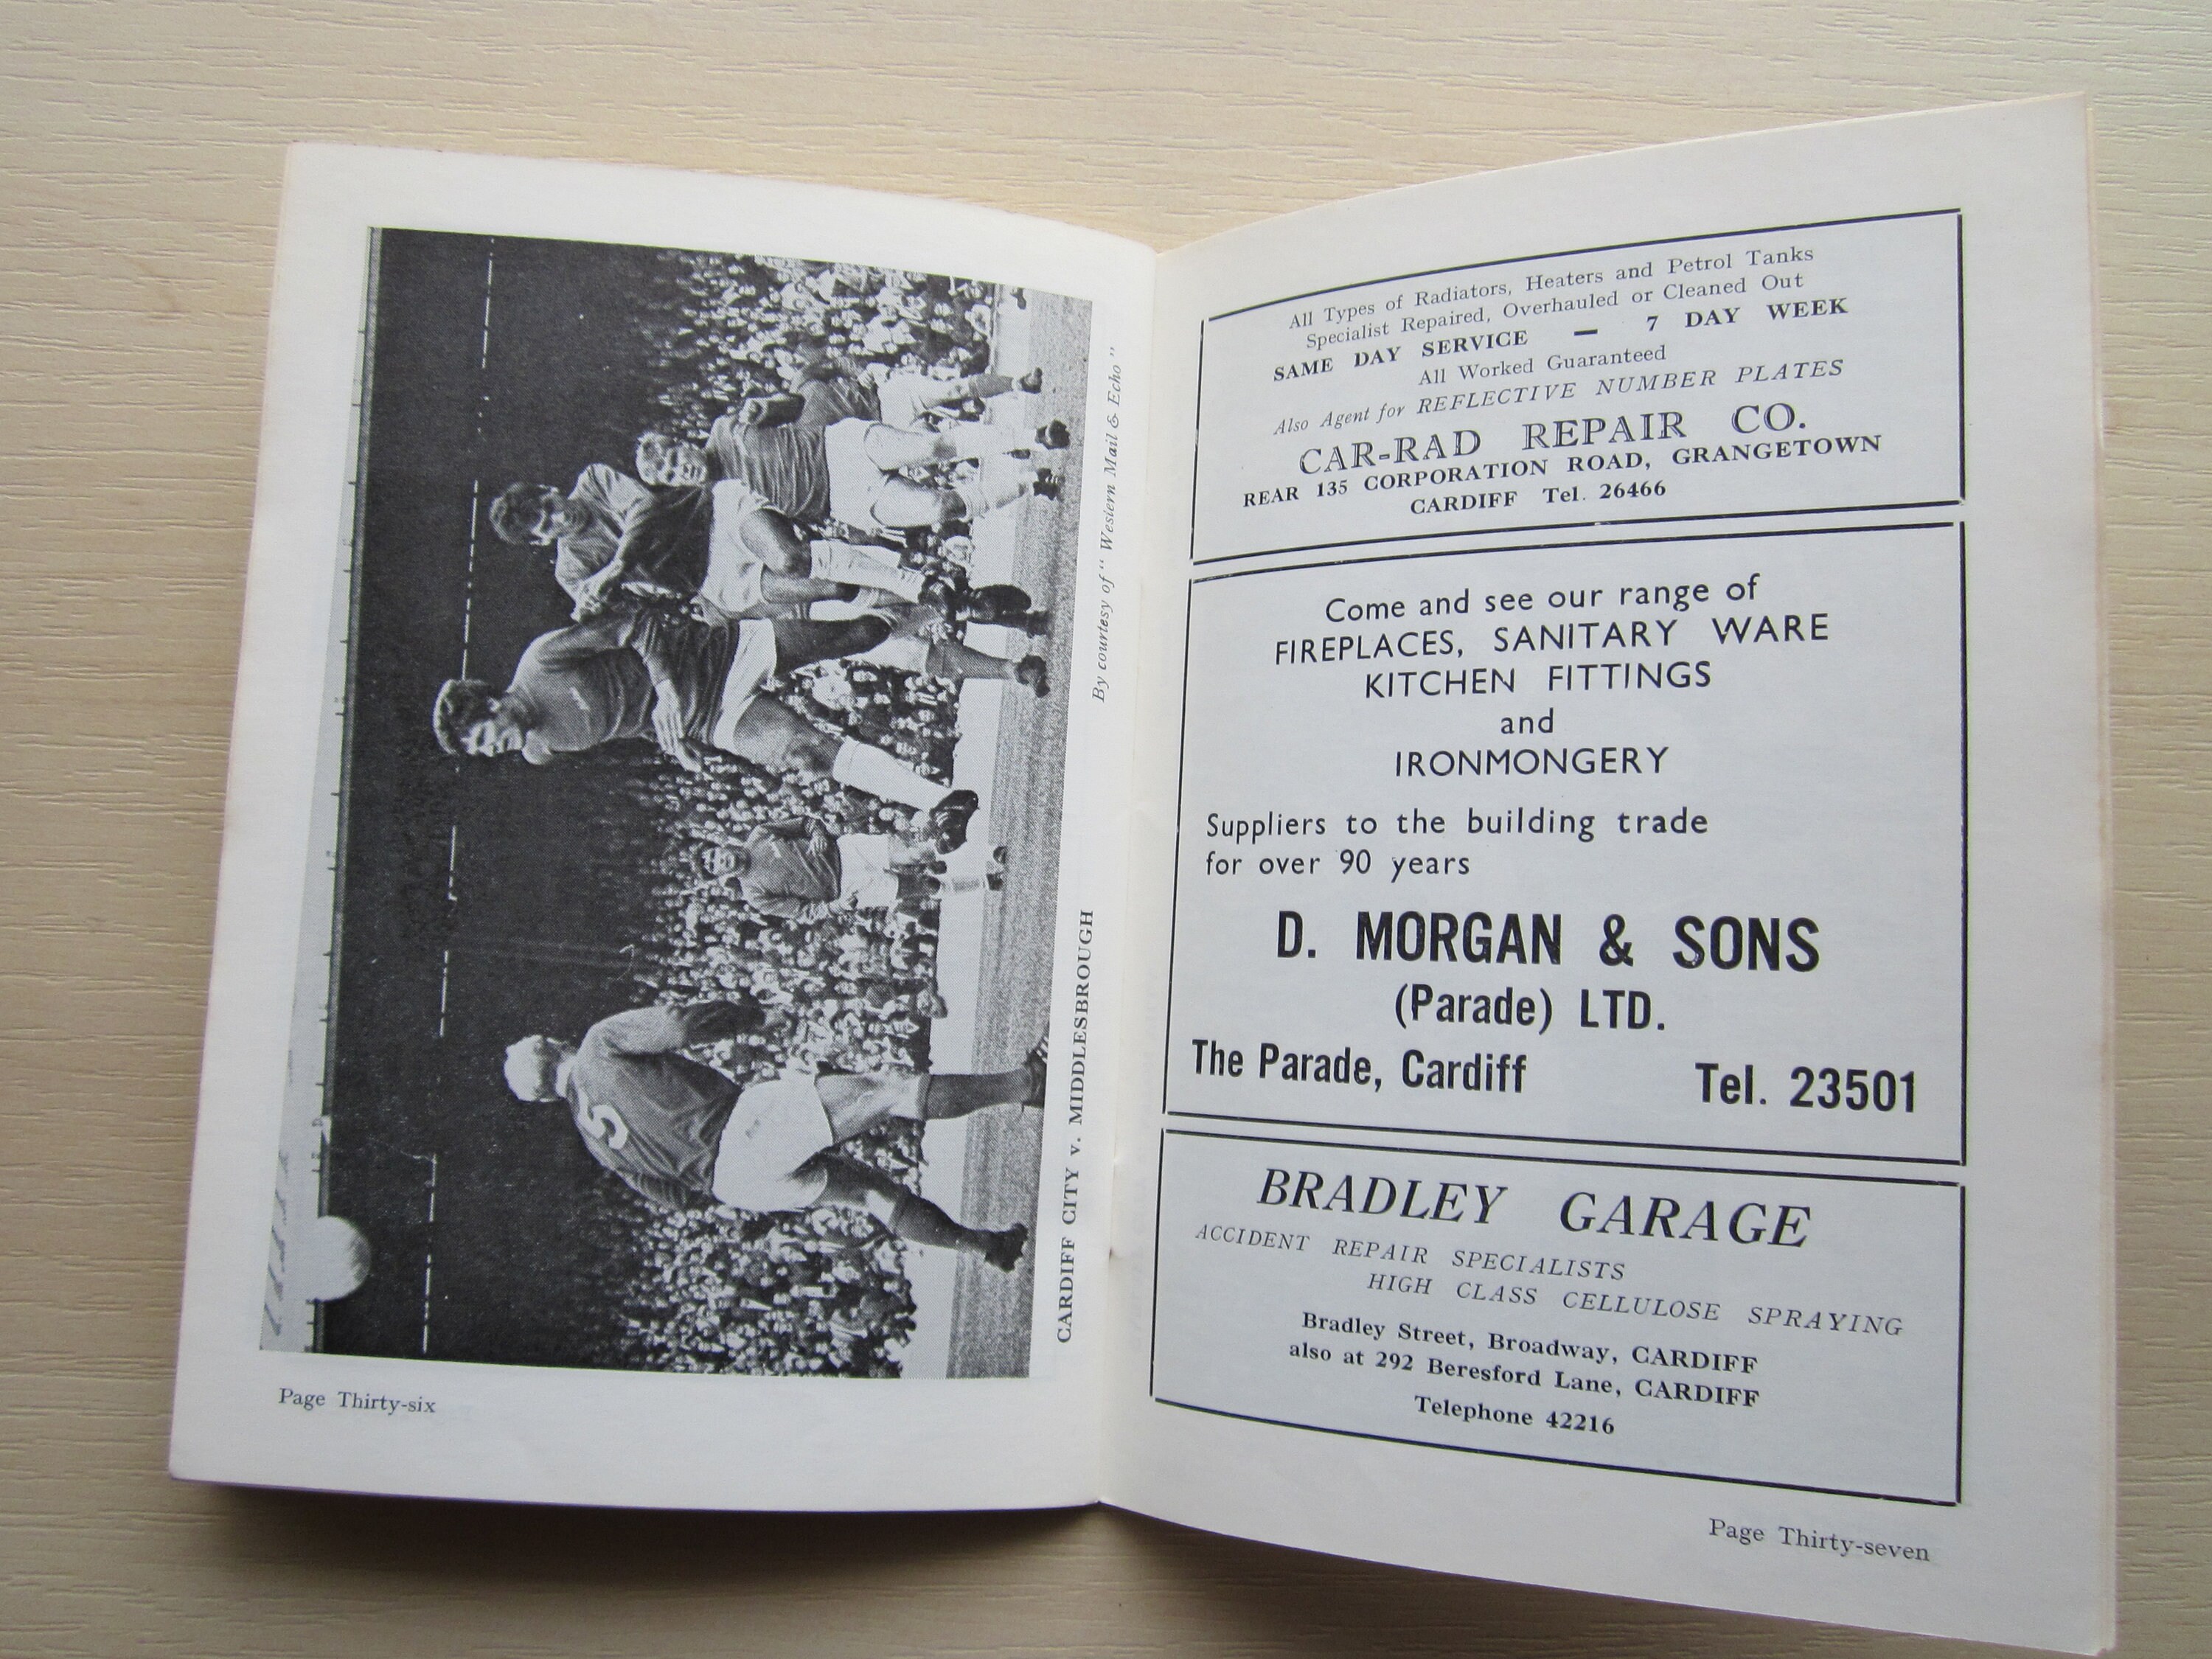 5
CARDIFF CITY v. MIDDLESBROUGH
By courtesy of "Western Mail & Echo"
Page Thirty-six
All Types of Radiators, Heaters and Petrol Tanks
Specialist Repaired, Overhauled or Cleaned Out
SAME DAY SERVICE — 7 DAY WEEK
All Worked Guaranteed
Also Agent for REFLECTIVE NUMBER PLATES
CAR-RAD REPAIR CO.
REAR 135 CORPORATION ROAD, GRANGETOWN
CARDIFF Tel. 26466
Come and see our range of
FIREPLACES, SANITARY WARE
KITCHEN FITTINGS
and
IRONMONGERY
Suppliers to the building trade
for over 90 years
D. MORGAN & SONS
(Parade) LTD.
The Parade, Cardiff Tel. 23501
BRADLEY GARAGE
ACCIDENT REPAIR SPECIALISTS
HIGH CLASS CELLULOSE SPRAYING
Bradley Street, Broadway, CARDIFF
also at 292 Beresford Lane, CARDIFF
Telephone 42216
Page Thirty-seven